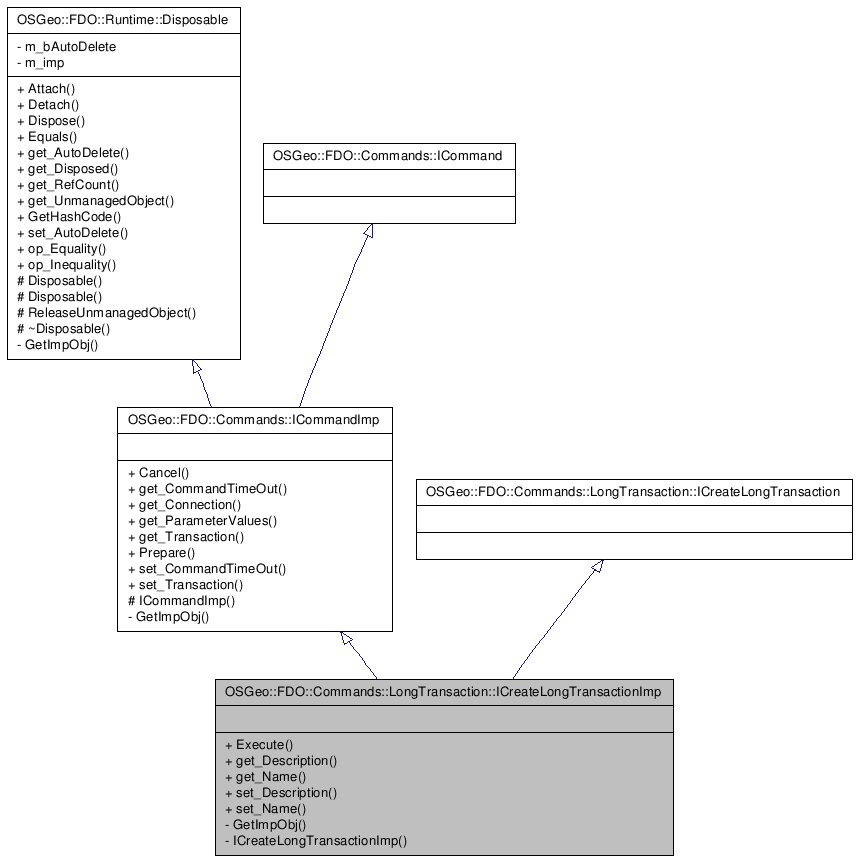 OSGeo::FDO::Runtime::Disposable
- m_bAutoDelete
- m_imp
+ Attach()
+ Detach()
+ Dispose()
+ Equals()
+ get_AutoDelete()
+ get_Disposed()
+ get_RefCount()
+ get_UnmanagedObject()
+ GetHashCode()
+ set_AutoDelete()
+ op_Equality()
+ op_Inequality()
# Disposable()
# Disposable()
# ReleaseUnmanagedObject()
# ~Disposable()
- GetImpObj()
OSGeo::FDO::Commands::ICommand
OSGeo::FDO::Commands::ICommandImp
+ Cancel()
+ get_CommandTimeOut()
+ get_Connection()
+ get_ParameterValues()
+ get_Transaction()
+ Prepare()
+ set_CommandTimeOut()
+ set_Transaction()
# ICommandImp()
- GetImpObj()
OSGeo::FDO::Commands::LongTransaction::ICreateLongTransaction
OSGeo::FDO::Commands::LongTransaction::ICreateLongTransactionImp
+ Execute()
+ get_Description()
+ get_Name()
+ set_Description()
+ set_Name()
- GetImpObj()
- ICreateLongTransactionImp()